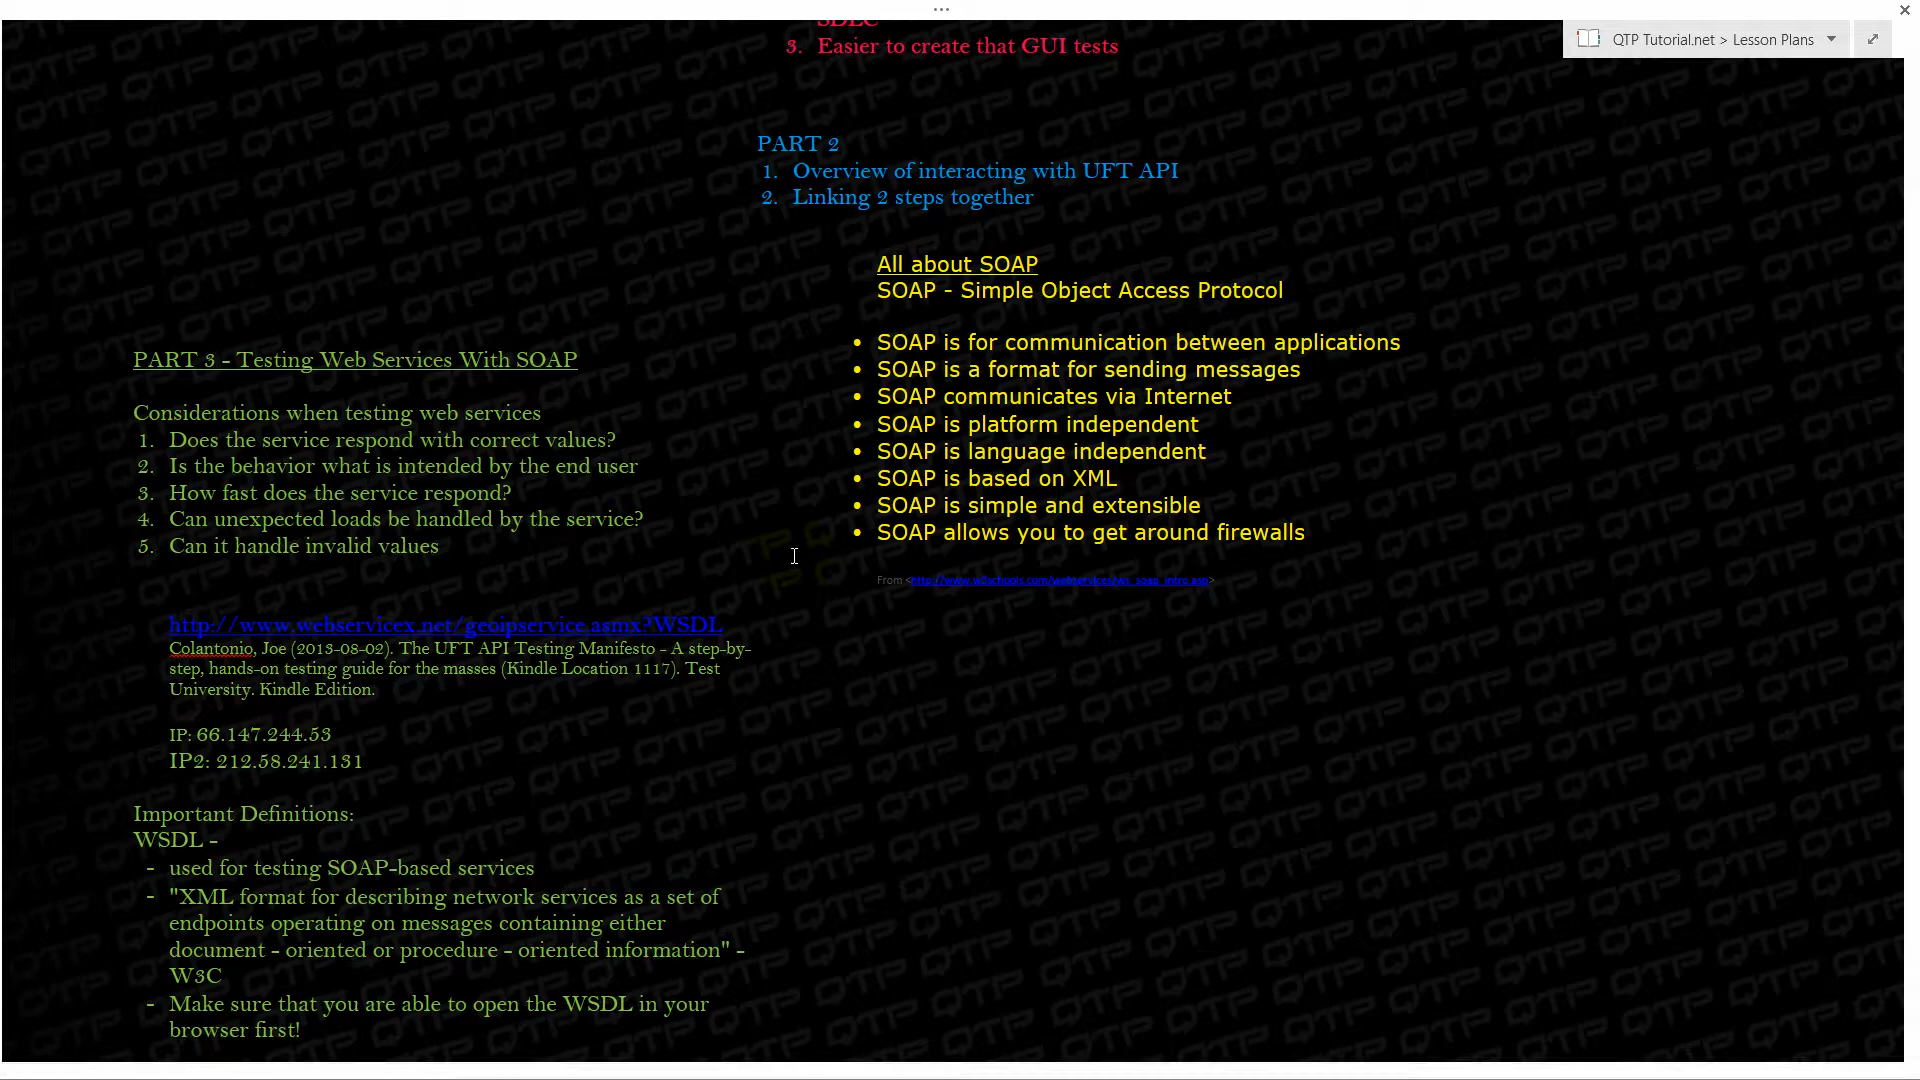 SDLC
3. Easier to create that GUI tests
QTP Tutorial.net > Lesson Plans
PART 2
1. Overview of interacting with UFT API
2. Linking 2 steps together
All about SOAP
SOAP - Simple Object Access Protocol
• SOAP is for communication between applications
• SOAP is a format for sending messages
• SOAP communicates via Internet
• SOAP is platform independent
• SOAP is language independent
• SOAP is based on XML
• SOAP is simple and extensible
• SOAP allows you to get around firewalls
From <http://www.w3schools.com/webservices/ws_soap_intro.asp>
PART 3 - Testing Web Services With SOAP
Considerations when testing web services
1. Does the service respond with correct values?
2. Is the behavior what is intended by the end user
3. How fast does the service respond?
4. Can unexpected loads be handled by the service?
5. Can it handle invalid values
http://www.webservicex.net/geoipservice.asmx?WSDL
Colantonio, Joe (2013-08-02). The UFT API Testing Manifesto - A step-by-
step, hands-on testing guide for the masses (Kindle Location 1117). Test
University. Kindle Edition.
IP: 66.147.244.53
IP2: 212.58.241.131
Important Definitions:
WSDL -
- used for testing SOAP-based services
- "XML format for describing network services as a set of
endpoints operating on messages containing either
document - oriented or procedure - oriented information" -
W3C
- Make sure that you are able to open the WSDL in your
browser first!